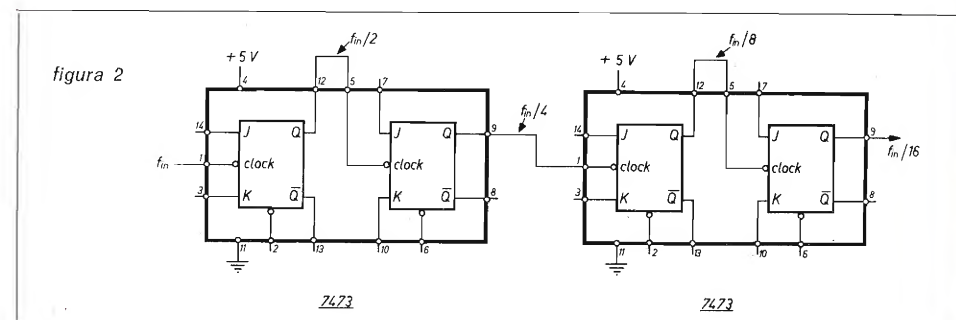 figura 2
f_in/2
+ 5 V
4 12 5 7
14 J Q J Q 9
f_in 1 clock clock
3 K Q̅ K Q̅ 8
11 2 13 10 6
7473
f_in/4
f_in/8
+ 5 V
4 12 5 7
14 J Q J Q 9
1 clock clock f_in/16
3 K Q̅ K Q̅ 8
11 2 13 10 6
7473